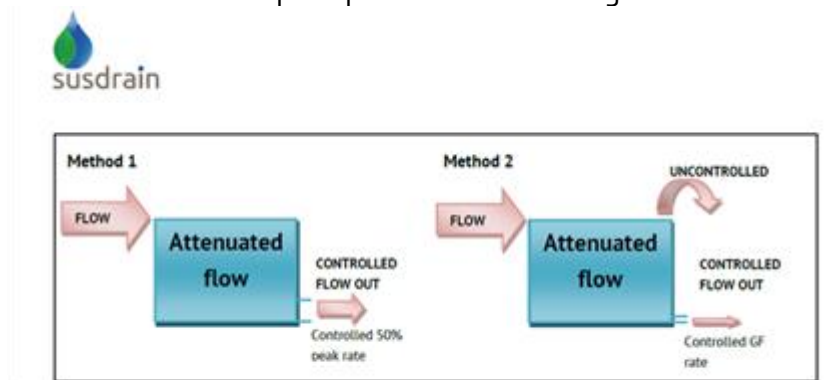 susdrain
Method 1
FLOW
Attenuated
flow
CONTROLLED
FLOW OUT
Controlled 50%
peak rate
Method 2
UNCONTROLLED
FLOW
Attenuated
flow
CONTROLLED
FLOW OUT
Controlled GF
rate